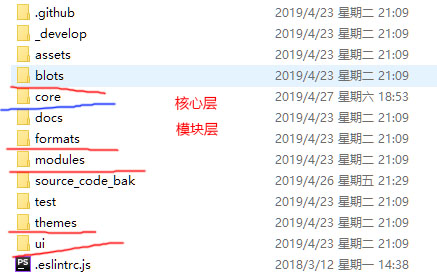 .github 2019/4/23 星期二 21:09
_develop 2019/4/23 星期二 21:09
assets 2019/4/23 星期二 21:09
blots 2019/4/23 星期二 21:09
core 核心层 2019/4/27 星期六 18:53
docs 模块层 2019/4/23 星期二 21:09
formats 2019/4/23 星期二 21:09
modules 2019/4/23 星期二 21:09
source_code_bak 2019/4/26 星期五 21:29
test 2019/4/23 星期二 21:09
themes 2019/4/23 星期二 21:09
ui 2019/4/23 星期二 21:09
PS .eslintrc.js 2018/3/12 星期一 14:38